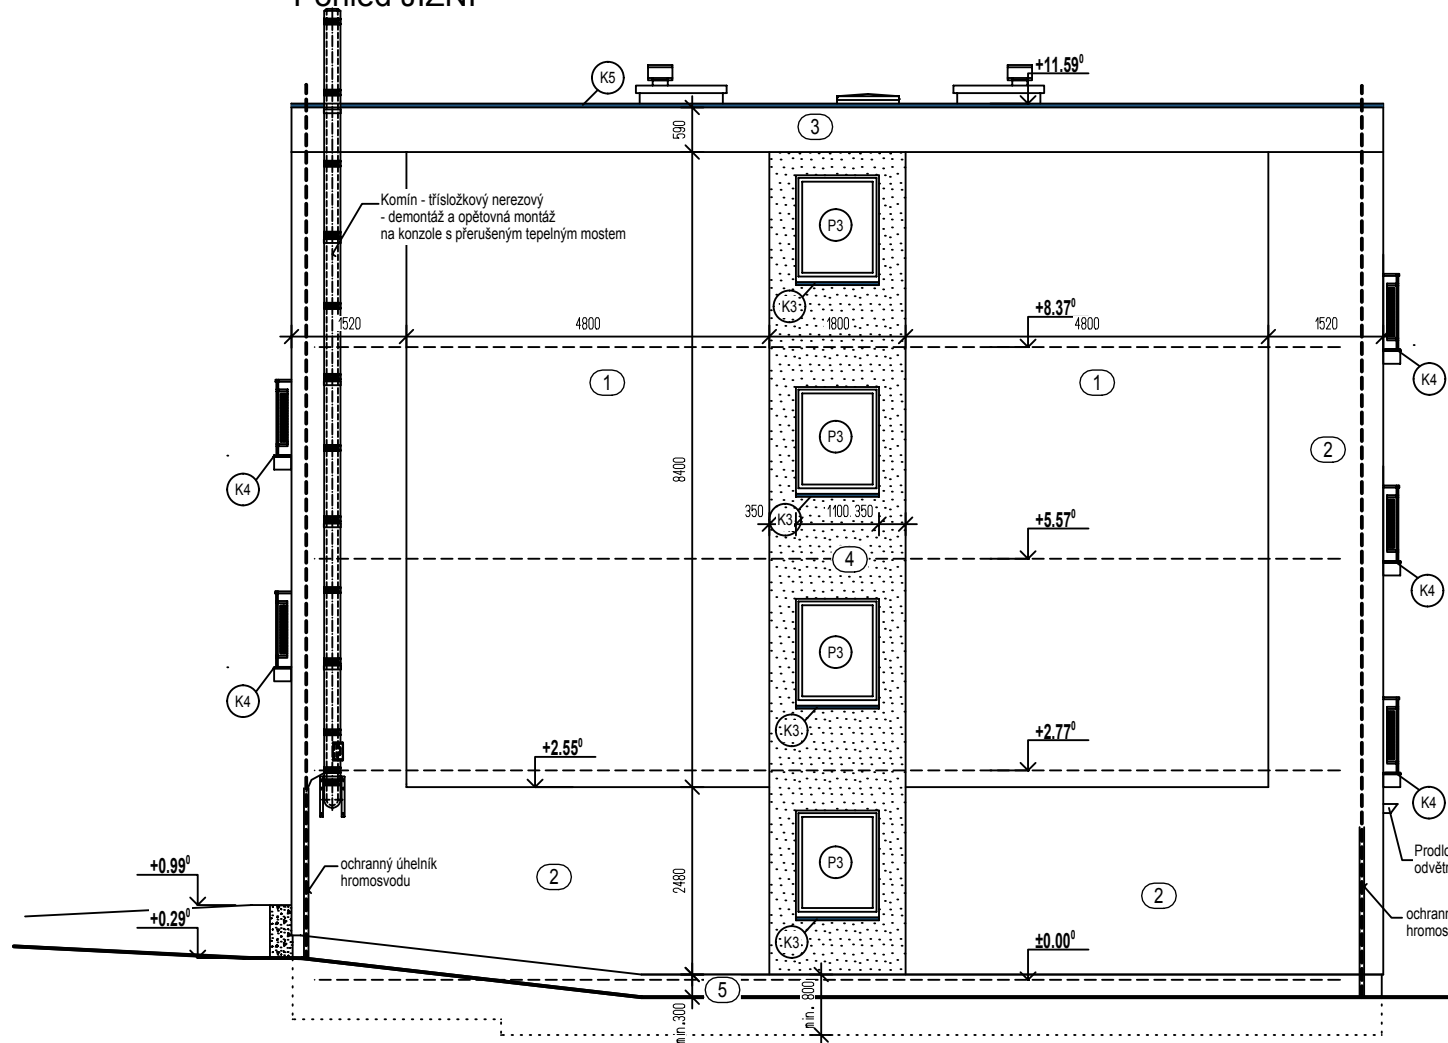 Pohled JIŽNÍ
K5
+11.59⁰
590
3
Komín - třísložkový nerezový
- demontáž a opětovná montáž
na konzole s přerušeným tepelným mostem
P3
K3
+8.37⁰
1520
4800
1800
4800
1520
1
1
K4
P3
2
K4
8400
350
K3
1100
350
+5.57⁰
4
K4
P3
K4
K3
+2.55⁰
+2.77⁰
K4
P3
+0.99⁰
ochranný úhelník
hromosvodu
2
2480
2
+0.29⁰
K3
±0.00⁰
5
min.300
min. 800